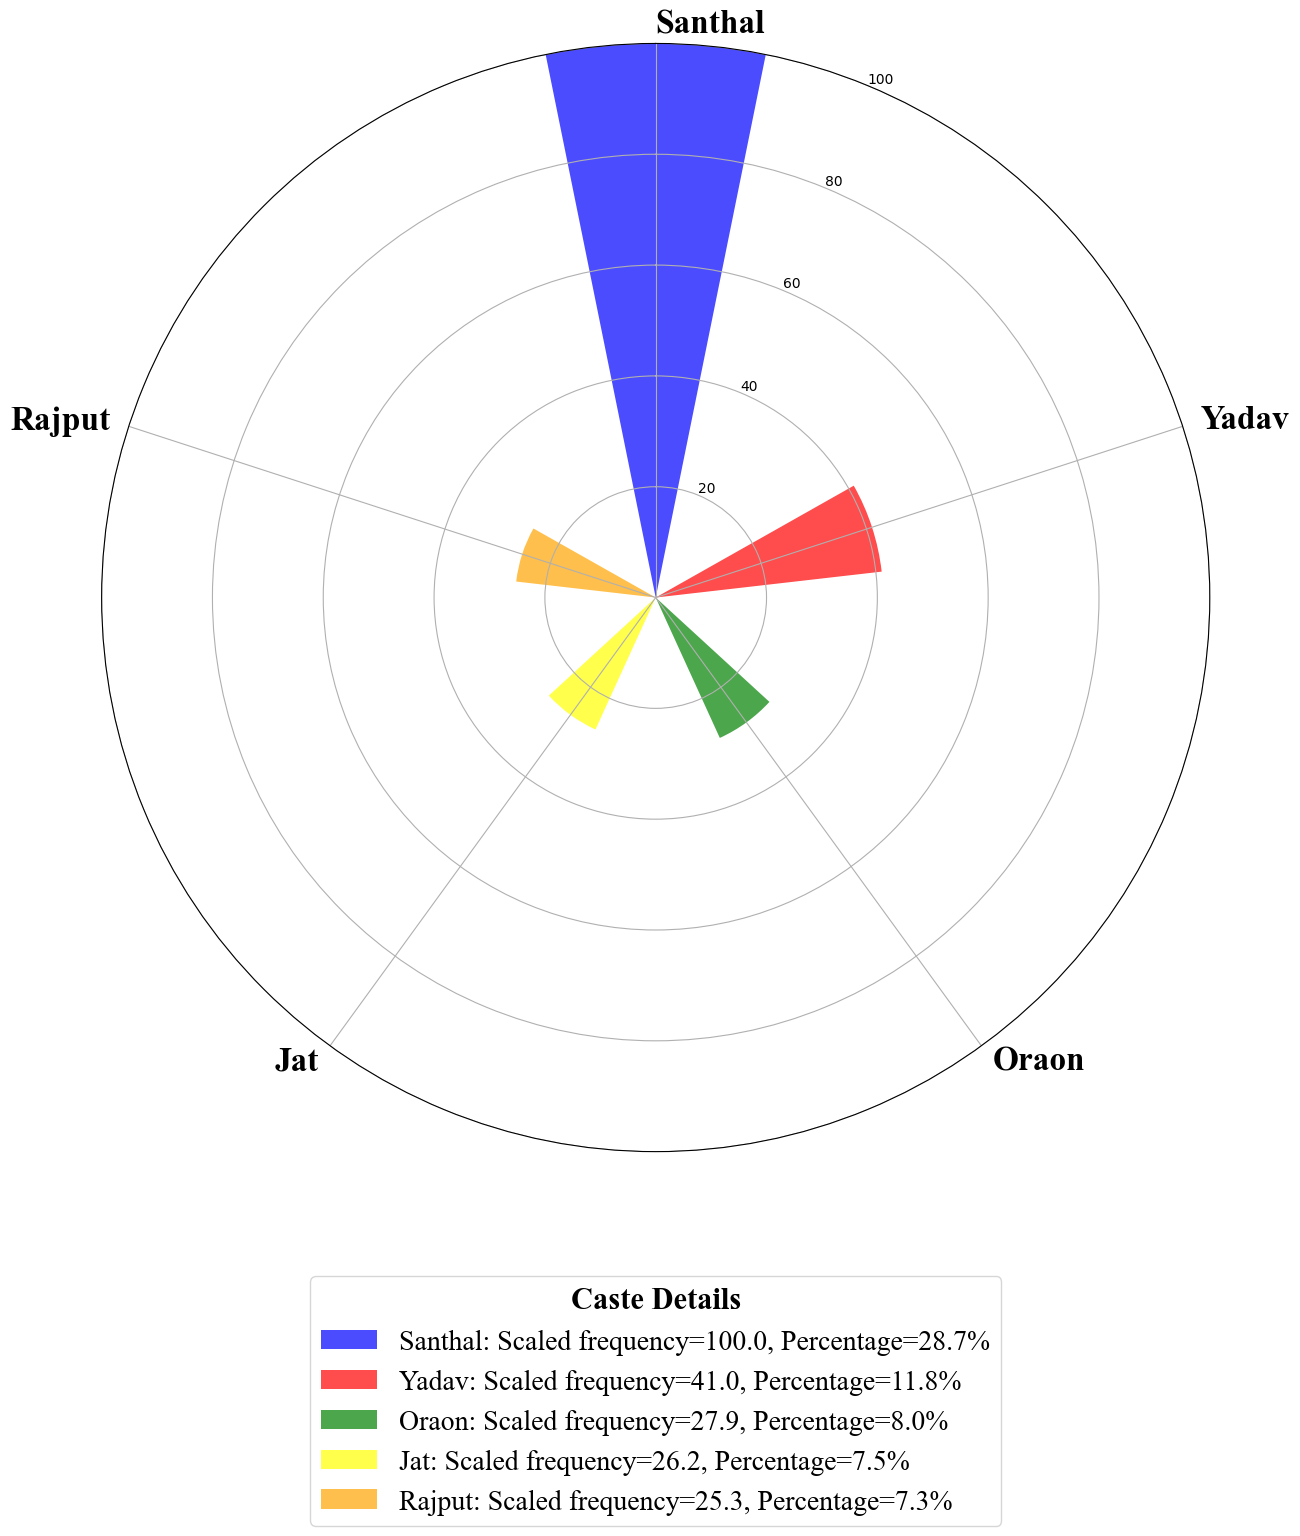 Santhal
100
80
60
Rajput
Yadav
40
20
Jat
Oraon
Caste Details
Santhal: Scaled frequency=100.0, Percentage=28.7%
Yadav: Scaled frequency=41.0, Percentage=11.8%
Oraon: Scaled frequency=27.9, Percentage=8.0%
Jat: Scaled frequency=26.2, Percentage=7.5%
Rajput: Scaled frequency=25.3, Percentage=7.3%